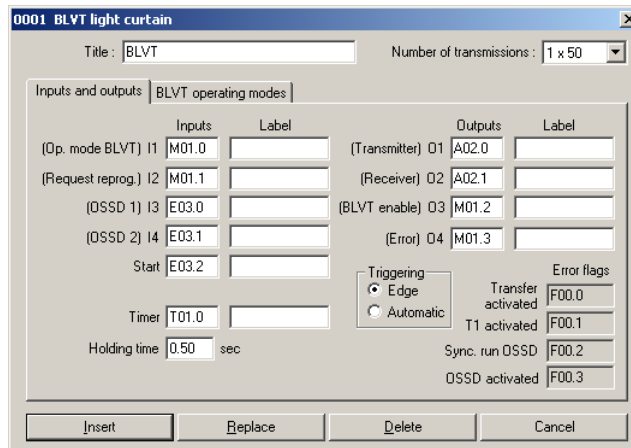 0001 BLVT light curtain
Title : BLVT Number of transmissions : 1 x 50
Inputs and outputs BLVT operating modes
Inputs Label Outputs Label
(Op. mode BLVT) I1 M01.0 (Transmitter) O1 A02.0
(Request reprog.) I2 M01.1 (Receiver) O2 A02.1
(OSSD 1) I3 E03.0 (BLVT enable) O3 M01.2
(OSSD 2) I4 E03.1 (Error) O4 M01.3
Start E03.2 Triggering Error flags
Edge Transfer activated F00.0
Timer T01.0 Automatic T1 activated F00.1
Holding time 0.50 sec Sync. run OSSD F00.2
OSSD activated F00.3
Insert Replace Delete Cancel